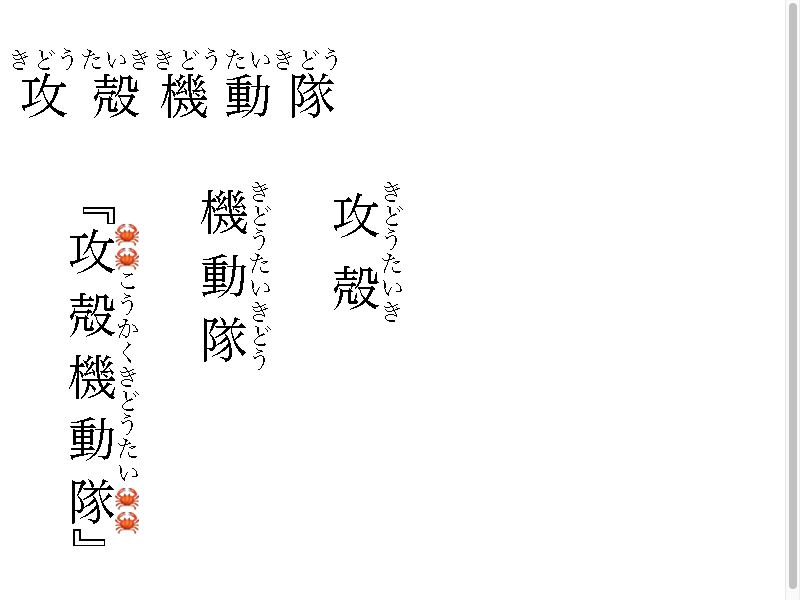 きどうたいききどうたいきどう
攻殻機動隊
きどうたいき
攻殻
きどうたいきどう
機動隊
🦀🦀こうかくきどうたい🦀🦀
『攻殻機動隊』